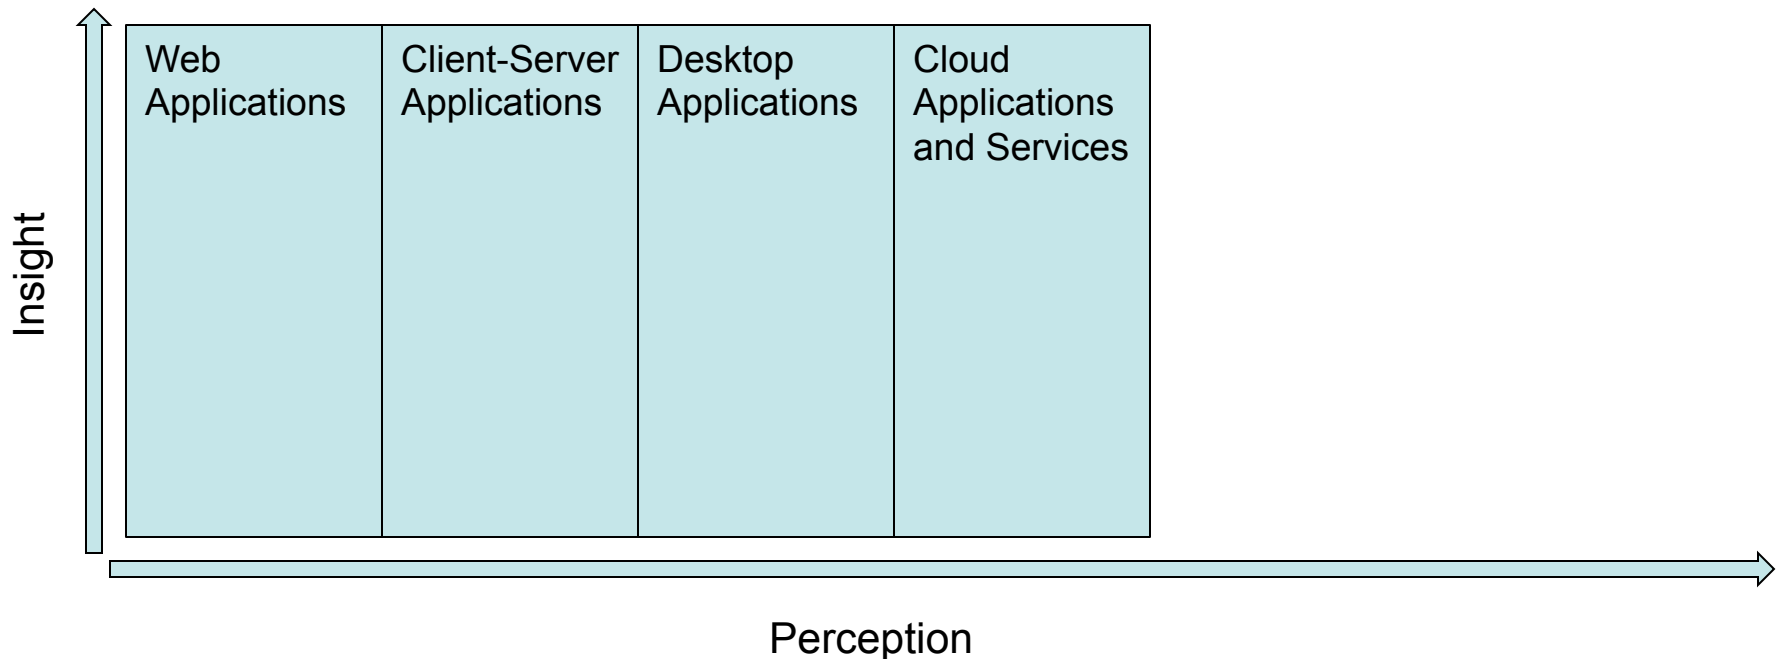 Web
Applications
Client-Server
Applications
Desktop
Applications
Cloud
Applications
and Services
Insight
Perception